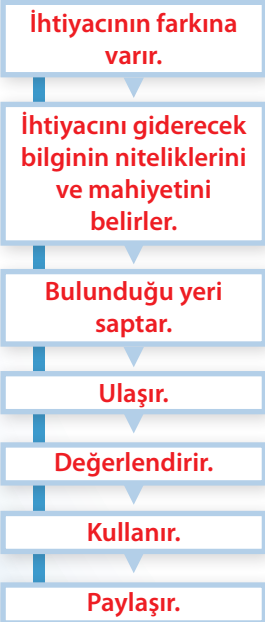 İhtiyacının farkına
varır.
İhtiyacını giderecek
bilginin niteliklerini
ve mahiyetini
belirler.
Bulunduğu yeri
saptar.
Ulaşır.
Değerlendirir.
Kullanır.
Paylaşır.